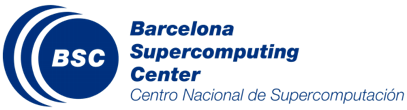 BSC
Barcelona
Supercomputing
Center
Centro Nacional de Supercomputación